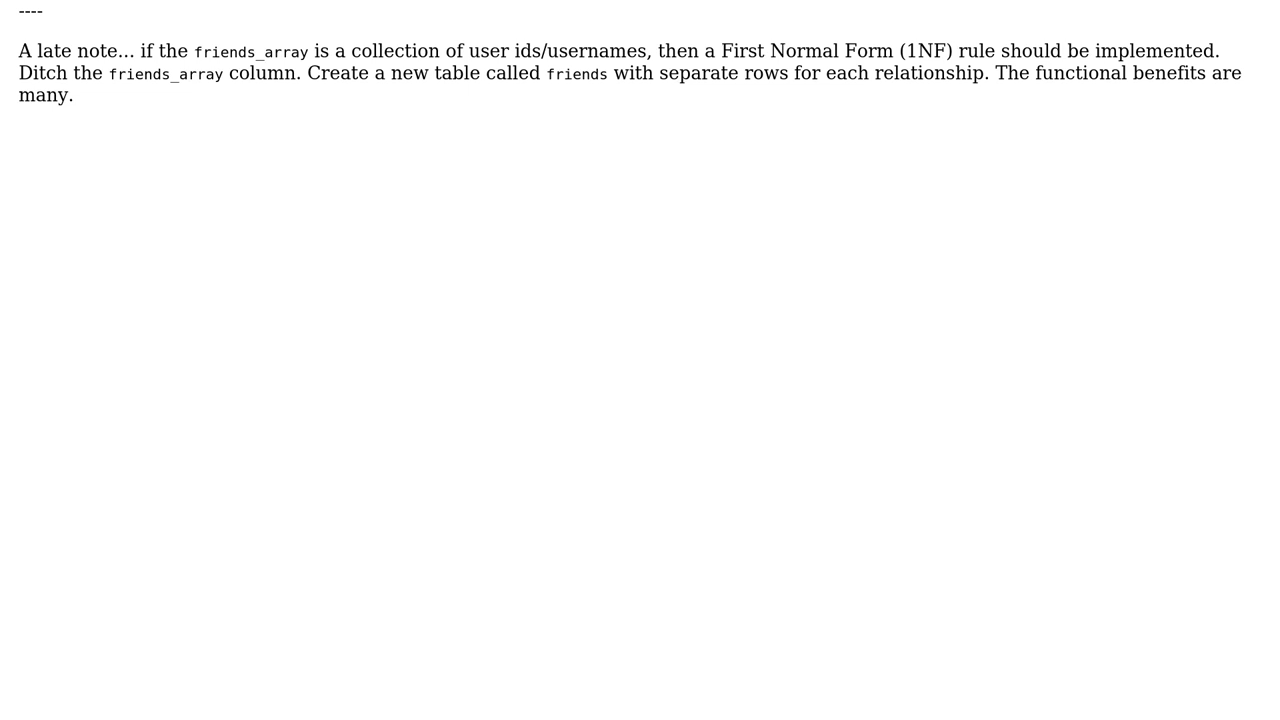 ----
A late note... if the friends_array is a collection of user ids/usernames, then a First Normal Form (1NF) rule should be implemented.
Ditch the friends_array column. Create a new table called friends with separate rows for each relationship. The functional benefits are
many.